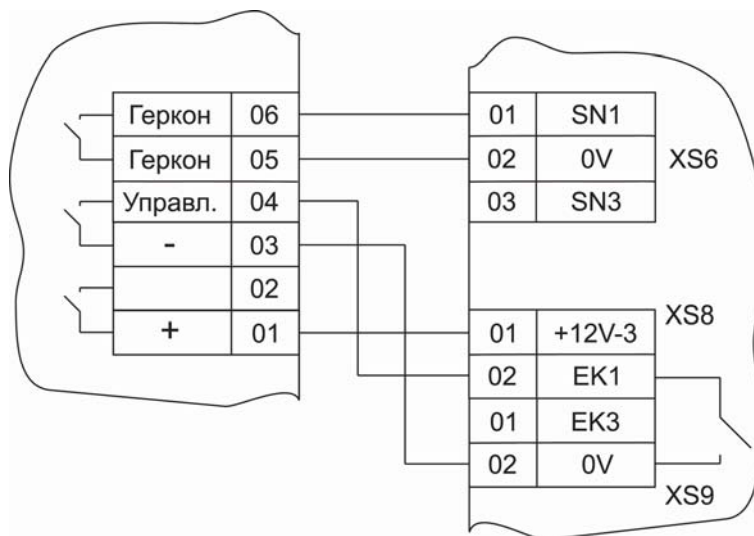 Геркон 06
Геркон 05
Управл. 04
- 03
02
+ 01
01 SN1
02 0V
03 SN3
XS6
XS8
01 +12V-3
02 EK1
01 EK3
02 0V
XS9